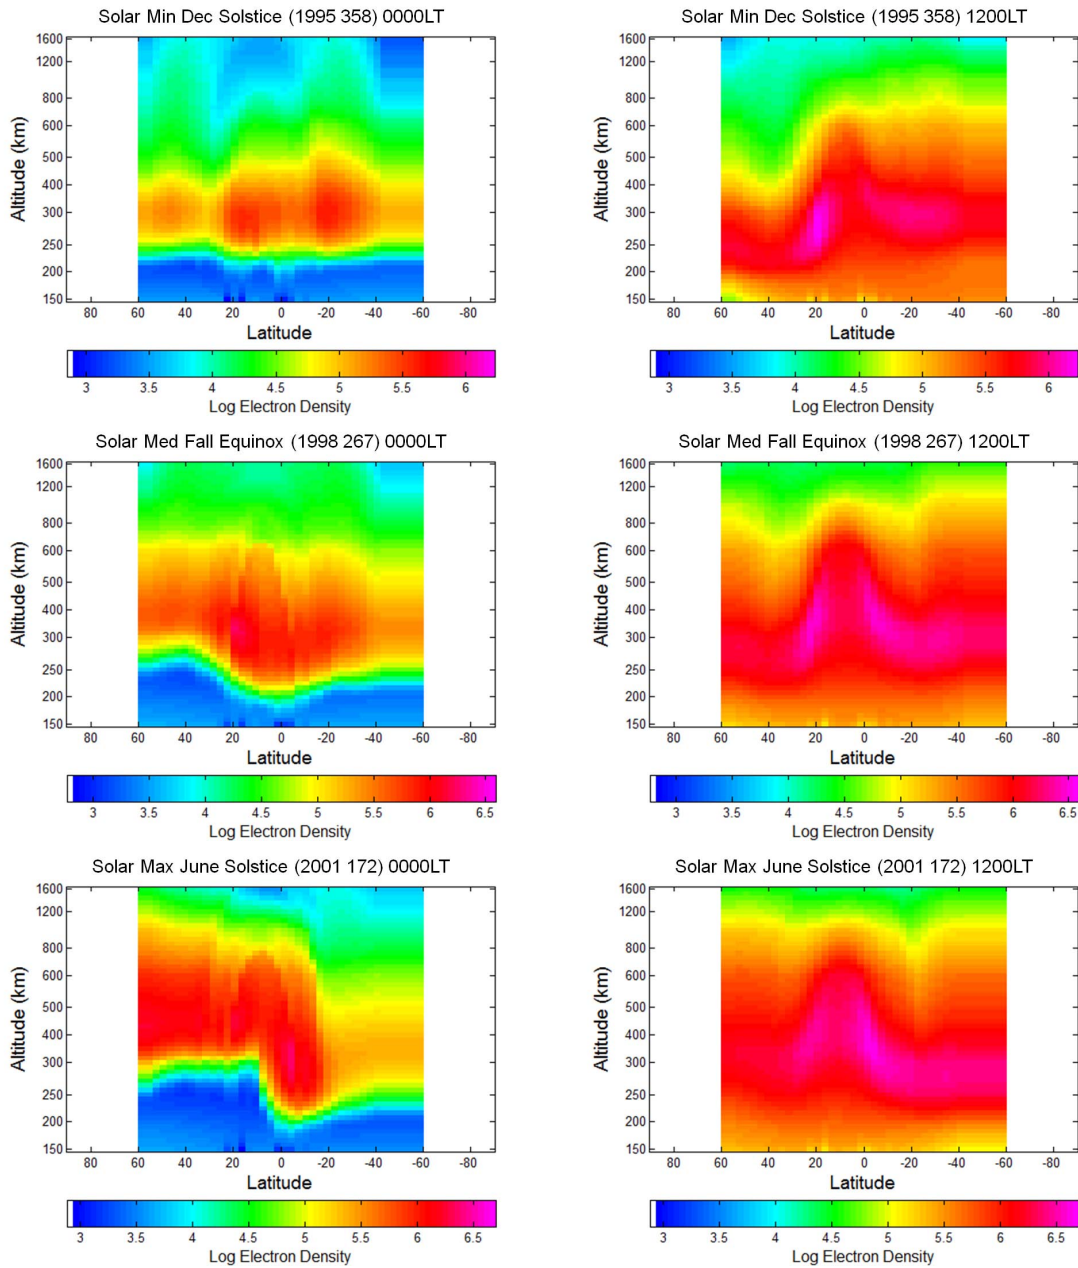 Solar Min Dec Solstice (1995 358) 0000LT
1600
1200
800
600
500
400
300
250
200
150
Altitude (km)
80 60 40 20 0 -20 -40 -60 -80
Latitude
3 3.5 4 4.5 5 5.5 6
Log Electron Density
Solar Min Dec Solstice (1995 358) 1200LT
1600
1200
800
600
500
400
300
250
200
150
Altitude (km)
80 60 40 20 0 -20 -40 -60 -80
Latitude
3 3.5 4 4.5 5 5.5 6
Log Electron Density
Solar Med Fall Equinox (1998 267) 0000LT
1600
1200
800
600
500
400
300
250
200
150
Altitude (km)
80 60 40 20 0 -20 -40 -60 -80
Latitude
3 3.5 4 4.5 5 5.5 6 6.5
Log Electron Density
Solar Med Fall Equinox (1998 267) 1200LT
1600
1200
800
600
500
400
300
250
200
150
Altitude (km)
80 60 40 20 0 -20 -40 -60 -80
Latitude
3 3.5 4 4.5 5 5.5 6 6.5
Log Electron Density
Solar Max June Solstice (2001 172) 0000LT
1600
1200
800
600
500
400
300
250
200
150
Altitude (km)
80 60 40 20 0 -20 -40 -60 -80
Latitude
3 3.5 4 4.5 5 5.5 6 6.5
Log Electron Density
Solar Max June Solstice (2001 172) 1200LT
1600
1200
800
600
500
400
300
250
200
150
Altitude (km)
80 60 40 20 0 -20 -40 -60 -80
Latitude
3 3.5 4 4.5 5 5.5 6 6.5
Log Electron Density